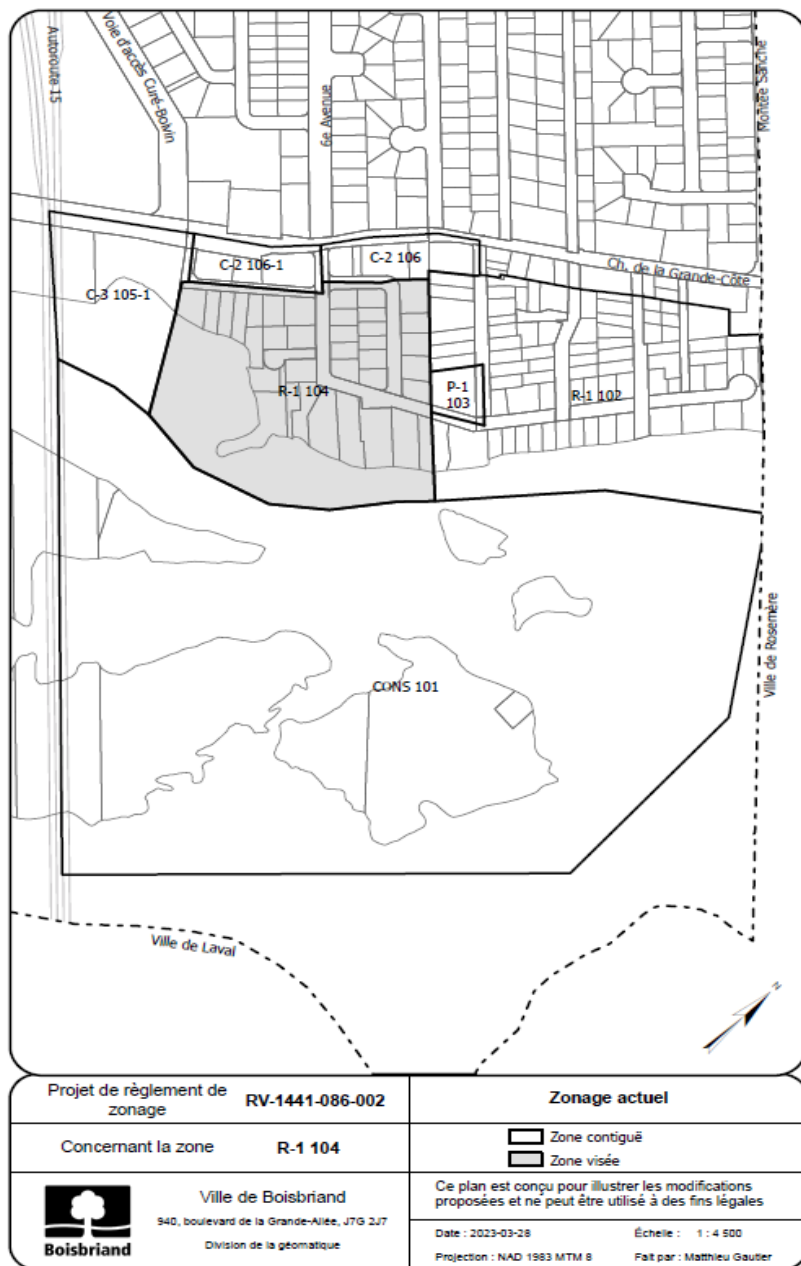 Autoroute 15
Voie d'accès Curé-Boivin
6e Avenue
Montée Sanche
Ch. de la Grande-Côte
C-2 106-1
C-2 106
C-3 105-1
R-1 104
P-1
103
R-1 102
CONS 101
Ville de Rosemère
Ville de Laval
N
Projet de règlement de
zonage
RV-1441-086-002
Zonage actuel
Concernant la zone
R-1 104
Zone contiguë
Zone visée
Boisbriand
Ville de Boisbriand
940, boulevard de la Grande-Allée, J7G 2J7
Division de la géomatique
Ce plan est conçu pour illustrer les modifications
proposées et ne peut être utilisé à des fins légales
Date : 2023-03-28
Échelle : 1 : 4 500
Projection : NAD 1983 MTM 8
Fait par : Matthieu Gautier